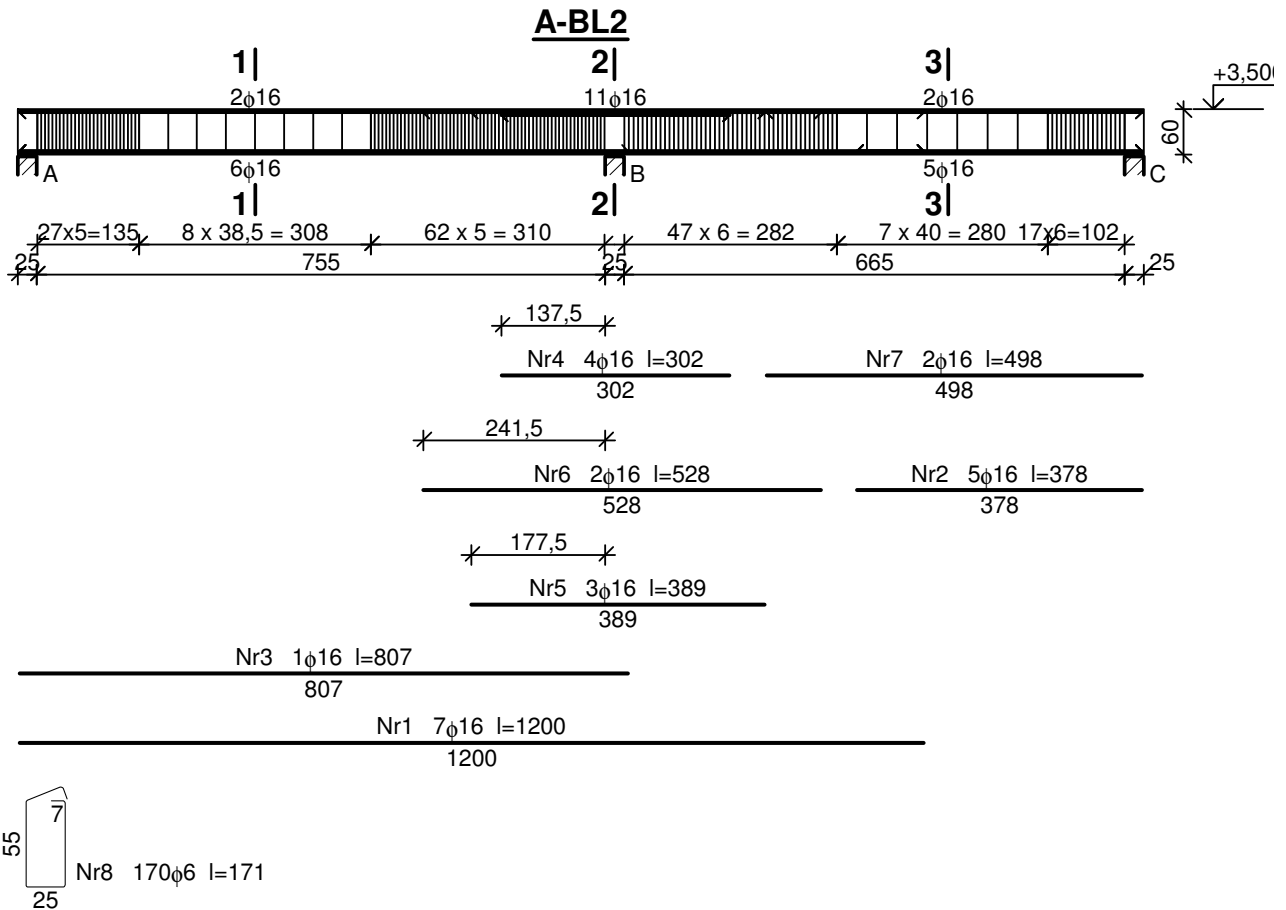 A-BL2
1 2 3
2ϕ16 11ϕ16 2ϕ16
+3,500
60
A B C
6ϕ16 5ϕ16
1 2 3
27x5=135 8 x 38,5 = 308 62 x 5 = 310 47 x 6 = 282 7 x 40 = 280 17x6=102
25 755 25 665 25
137,5
Nr4 4ϕ16 l=302 Nr7 2ϕ16 l=498
302 498
241,5
Nr6 2ϕ16 l=528 Nr2 5ϕ16 l=378
528 378
177,5
Nr5 3ϕ16 l=389
389
Nr3 1ϕ16 l=807
807
Nr1 7ϕ16 l=1200
1200
7
55
Nr8 170ϕ6 l=171
25